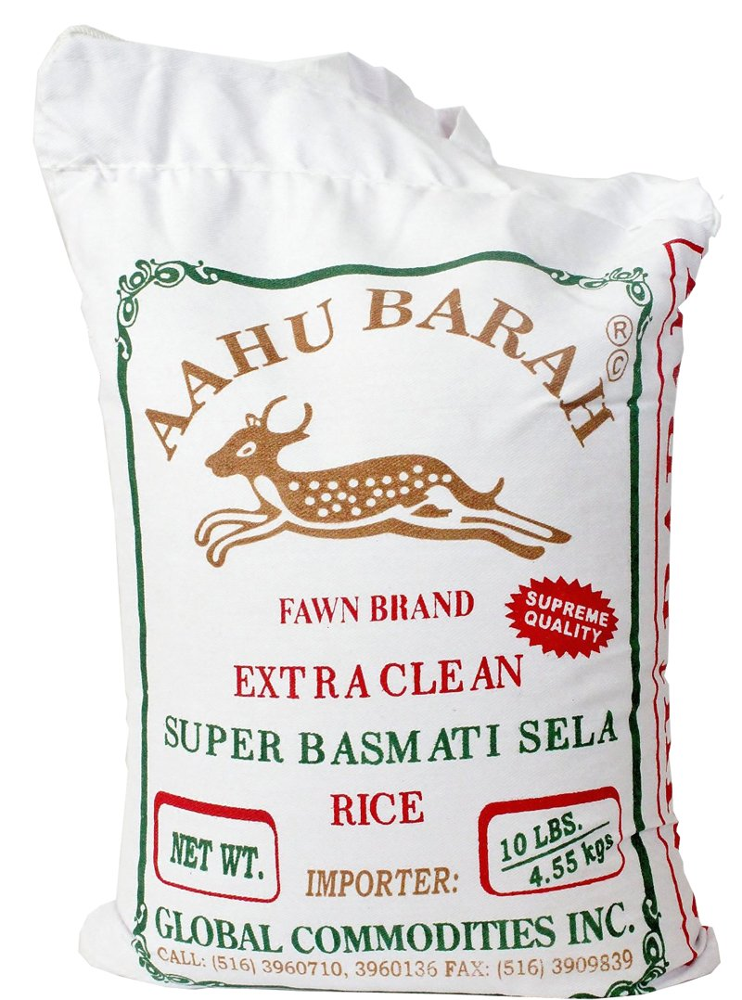 AAHU BARAH
® ©
FAWN BRAND
SUPREME
QUALITY
EXTRA CLEAN
SUPER BASMATI SELA
RICE
NET WT.
10 LBS.
4.55 kgs
IMPORTER:
GLOBAL COMMODITIES INC.
CALL: (516) 3960710, 3960136 FAX: (516) 3909839